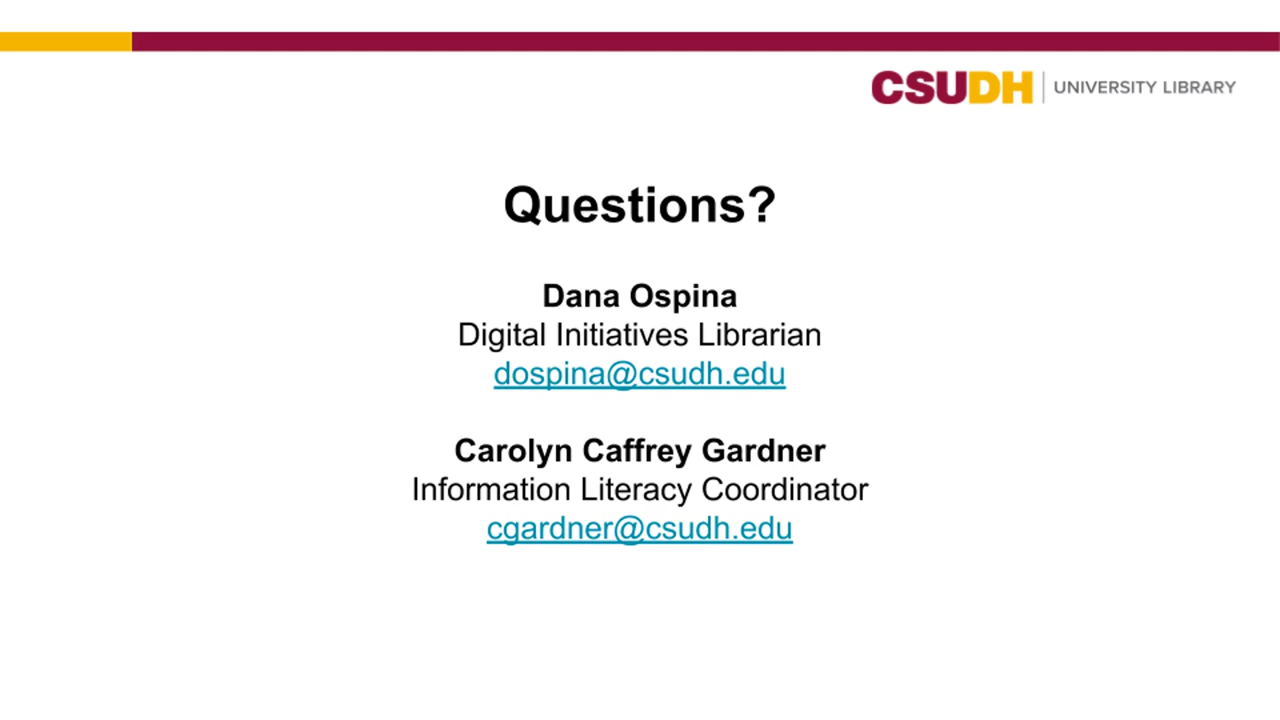 CSUDH | UNIVERSITY LIBRARY
Questions?
Dana Ospina
Digital Initiatives Librarian
dospina@csudh.edu
Carolyn Caffrey Gardner
Information Literacy Coordinator
cgardner@csudh.edu